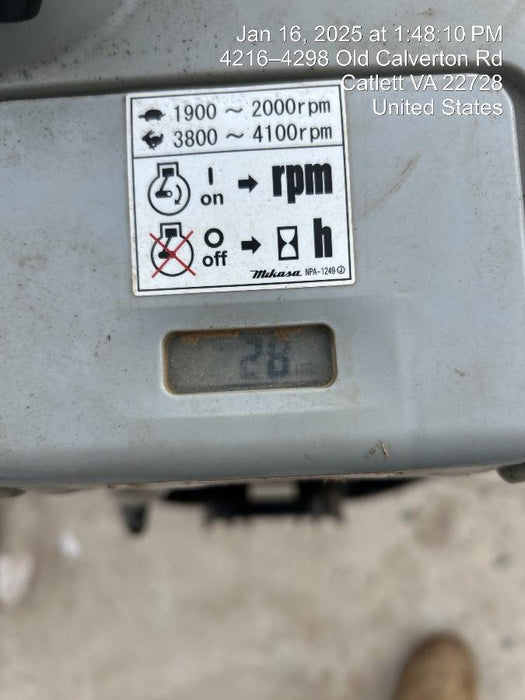 Jan 16, 2025 at 1:48:10 PM
4216–4298 Old Calverton Rd
Catlett VA 22728
United States
1900 ~ 2000rpm
3800 ~ 4100rpm
I on rpm
O off h
Mikasa NPA-1249
28